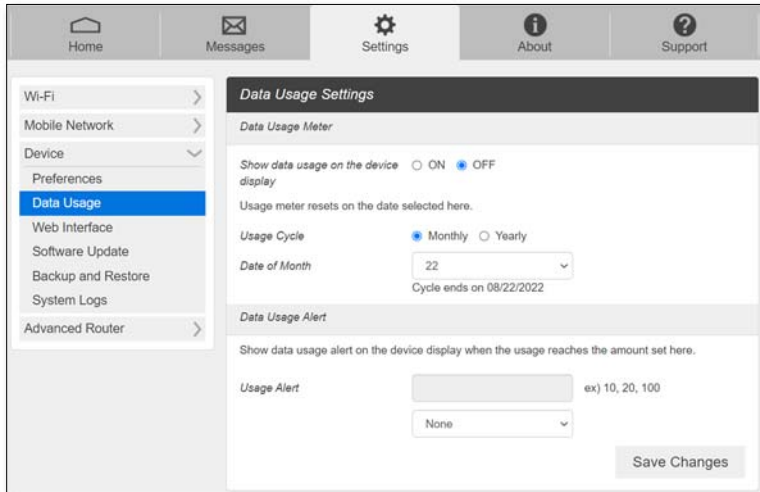 Home
Messages
Settings
About
Support
Wi-Fi
Mobile Network
Device
Preferences
Data Usage
Web Interface
Software Update
Backup and Restore
System Logs
Advanced Router
Data Usage Settings
Data Usage Meter
Show data usage on the device
display
ON OFF
Usage meter resets on the date selected here.
Usage Cycle Monthly Yearly
Date of Month 22
Cycle ends on 08/22/2022
Data Usage Alert
Show data usage alert on the device display when the usage reaches the amount set here.
Usage Alert ex) 10, 20, 100
None
Save Changes